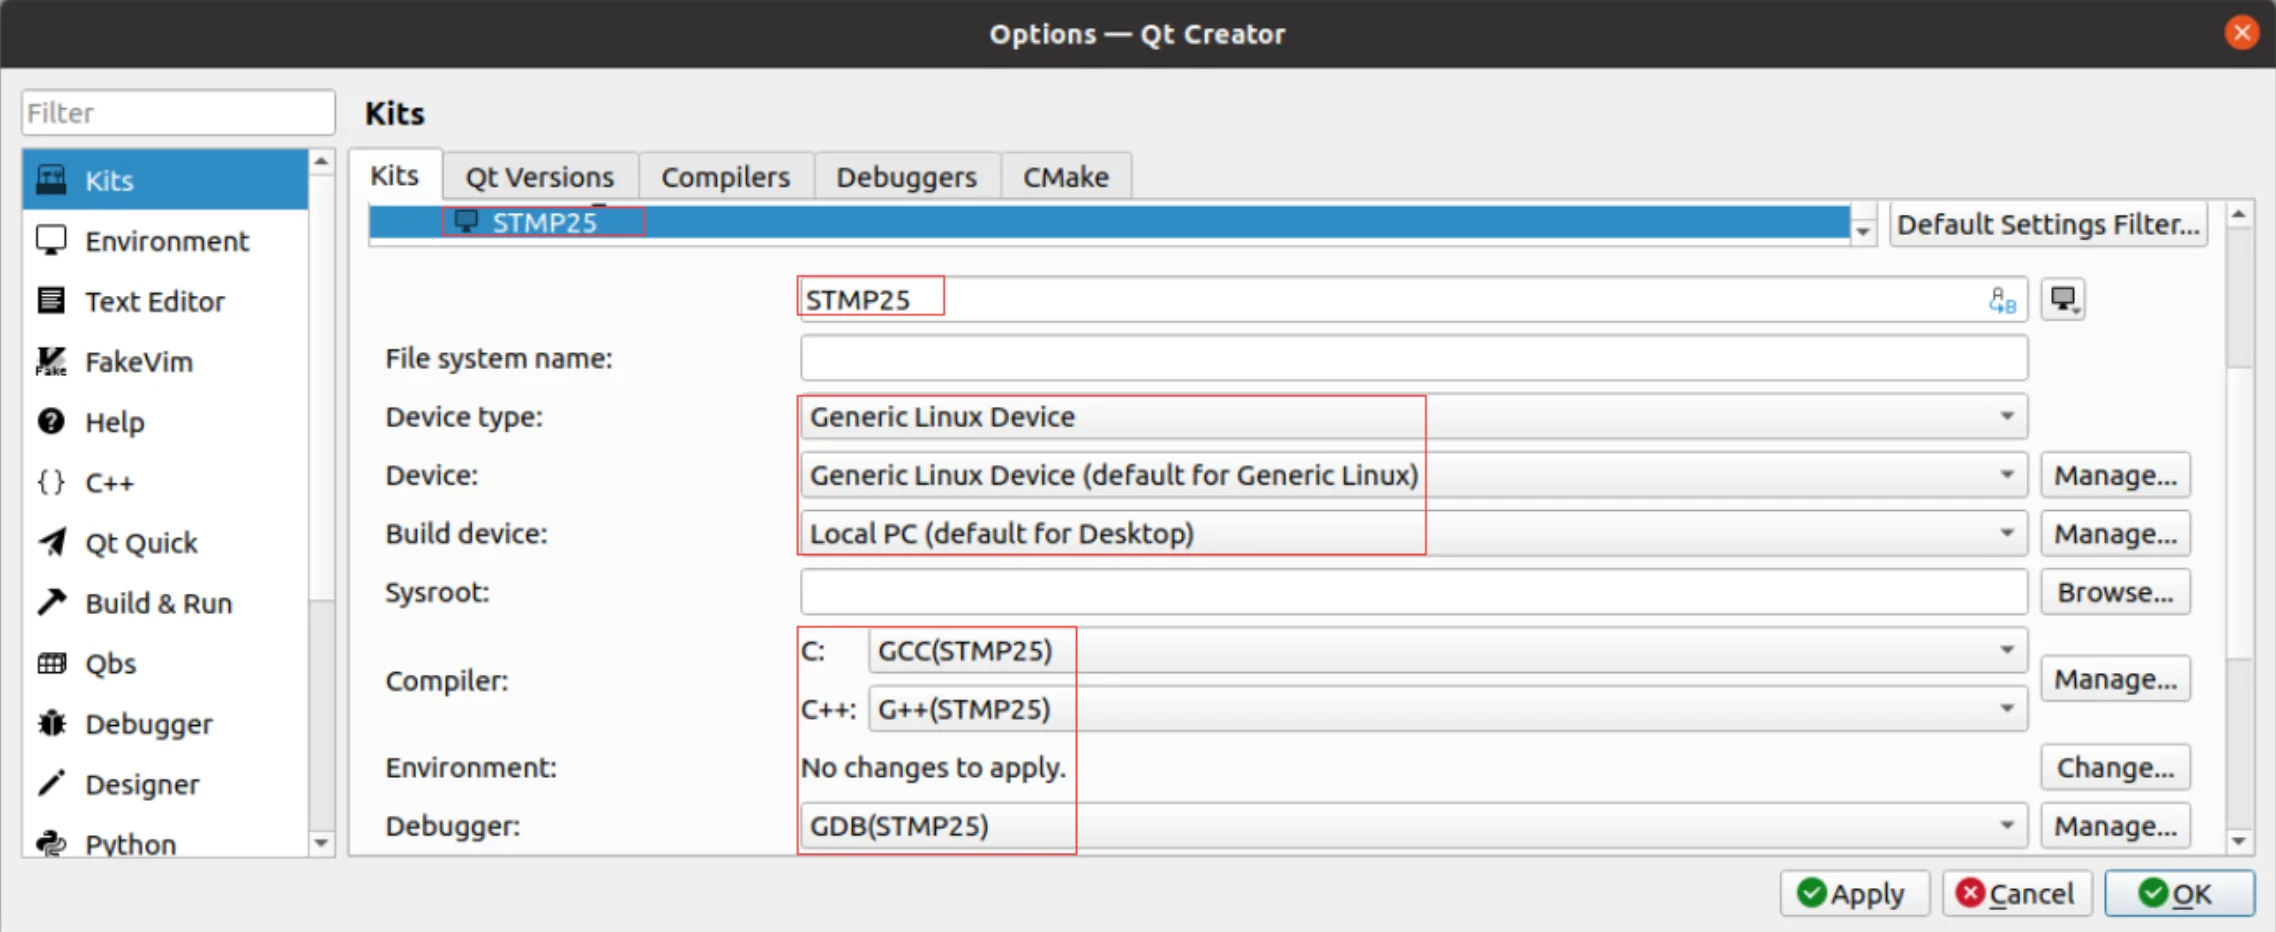 Options — Qt Creator
Filter
Kits
Kits
Environment
Text Editor
FakeVim
Help
C++
Qt Quick
Build & Run
Qbs
Debugger
Designer
Python
Kits Qt Versions Compilers Debuggers CMake
STMP25
Default Settings Filter...
STMP25
File system name:
Device type: Generic Linux Device
Device: Generic Linux Device (default for Generic Linux) Manage...
Build device: Local PC (default for Desktop) Manage...
Sysroot: Browse...
Compiler:
C: GCC(STMP25)
C++: G++(STMP25)
Manage...
Environment: No changes to apply. Change...
Debugger: GDB(STMP25) Manage...
Apply Cancel OK